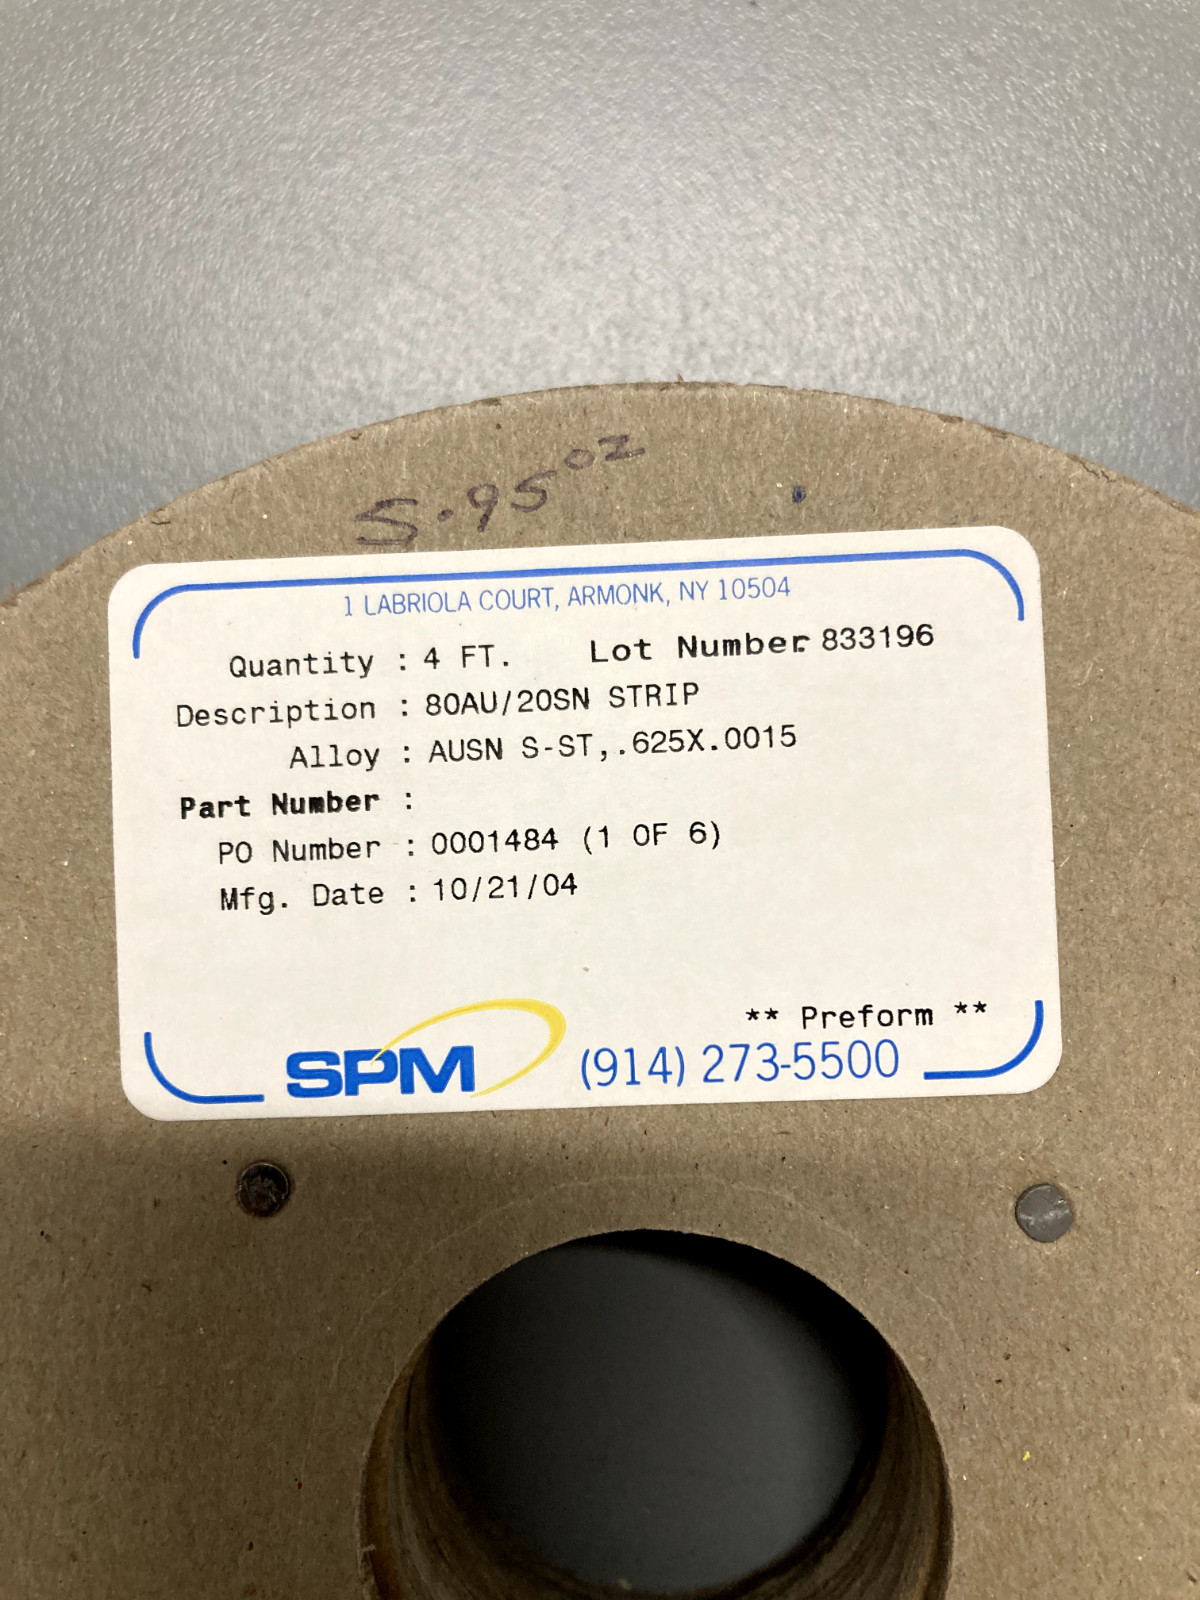 5.95 oz
1 LABRIOLA COURT, ARMONK, NY 10504
Quantity : 4 FT. Lot Number: 833196
Description : 80AU/20SN STRIP
Alloy : AUSN S-ST,.625X.0015
Part Number :
PO Number : 0001484 (1 OF 6)
Mfg. Date : 10/21/04
** Preform **
SPM (914) 273-5500